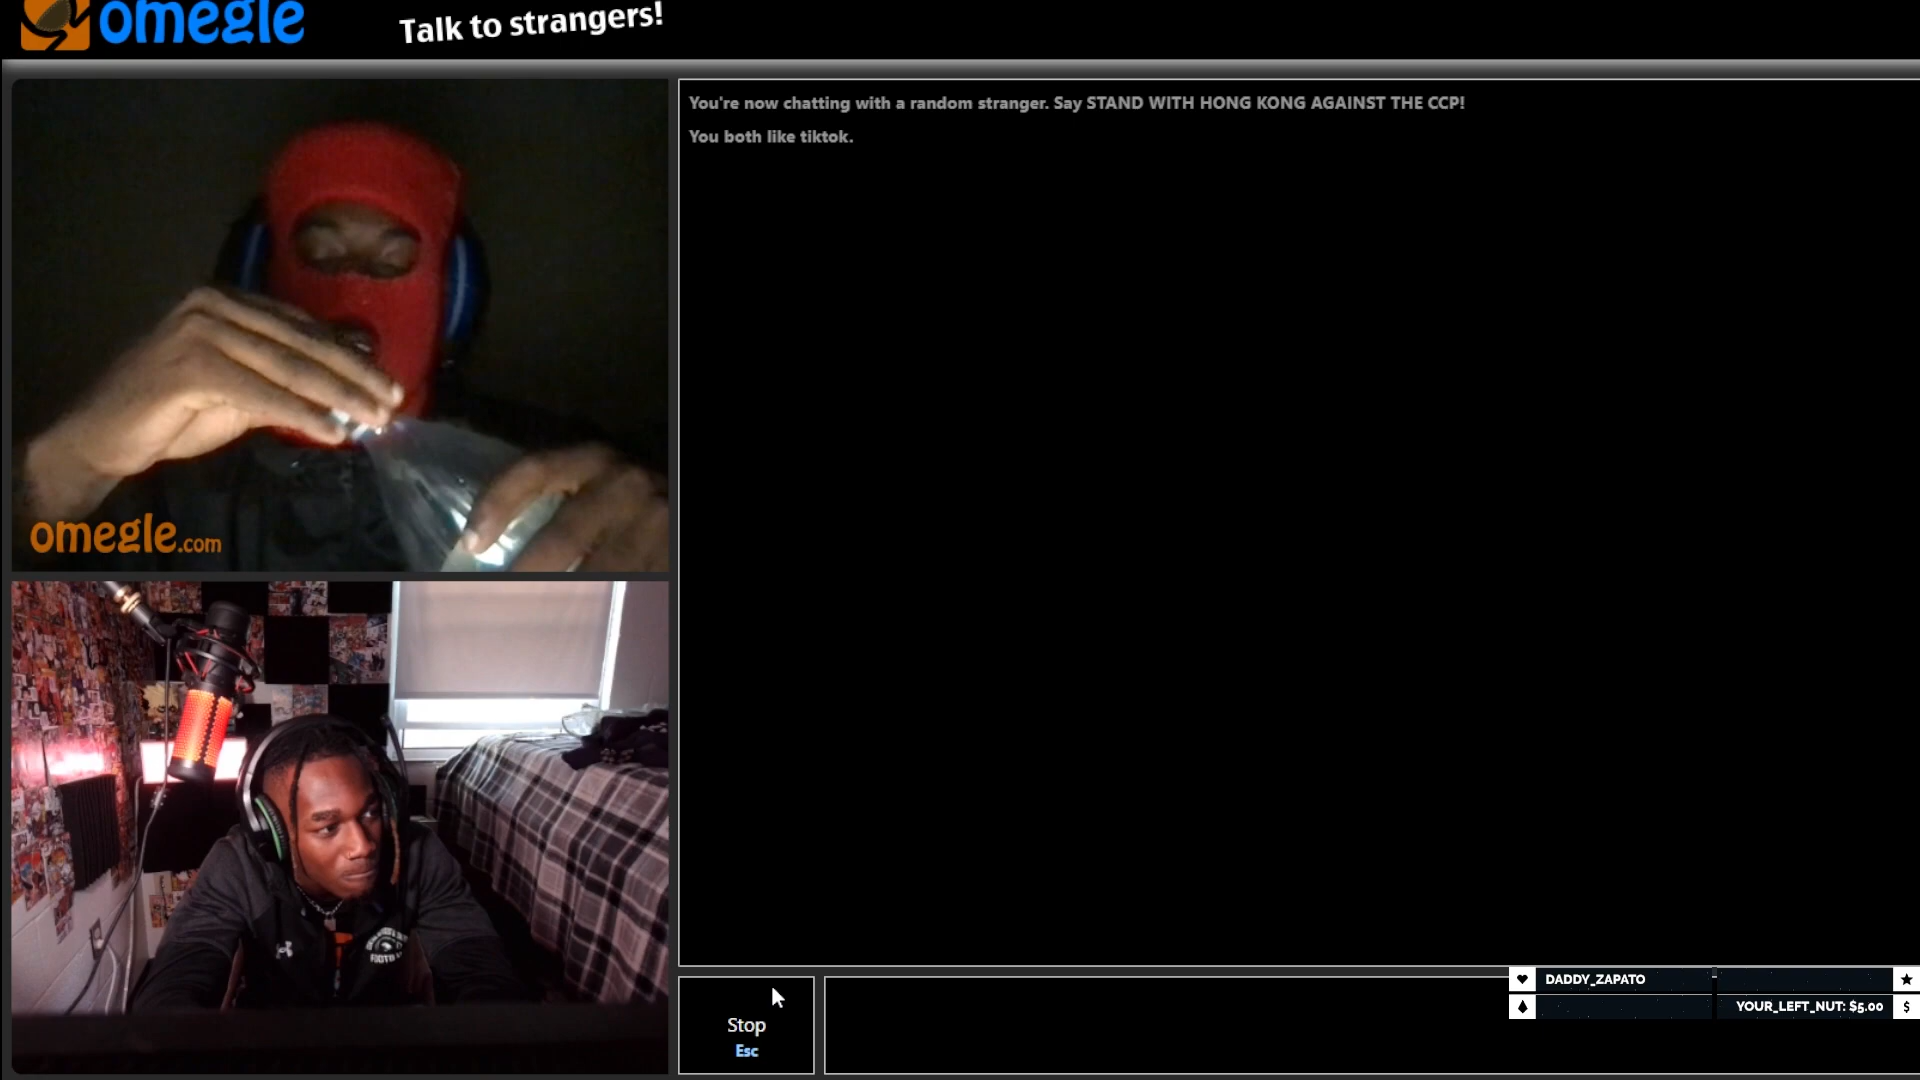 omegle
Talk to strangers!
You're now chatting with a random stranger. Say STAND WITH HONG KONG AGAINST THE CCP!
You both like tiktok.
omegle.com
FOOTBALL
Stop
Esc
DADDY_ZAPATO
YOUR_LEFT_NUT: $5.00
$